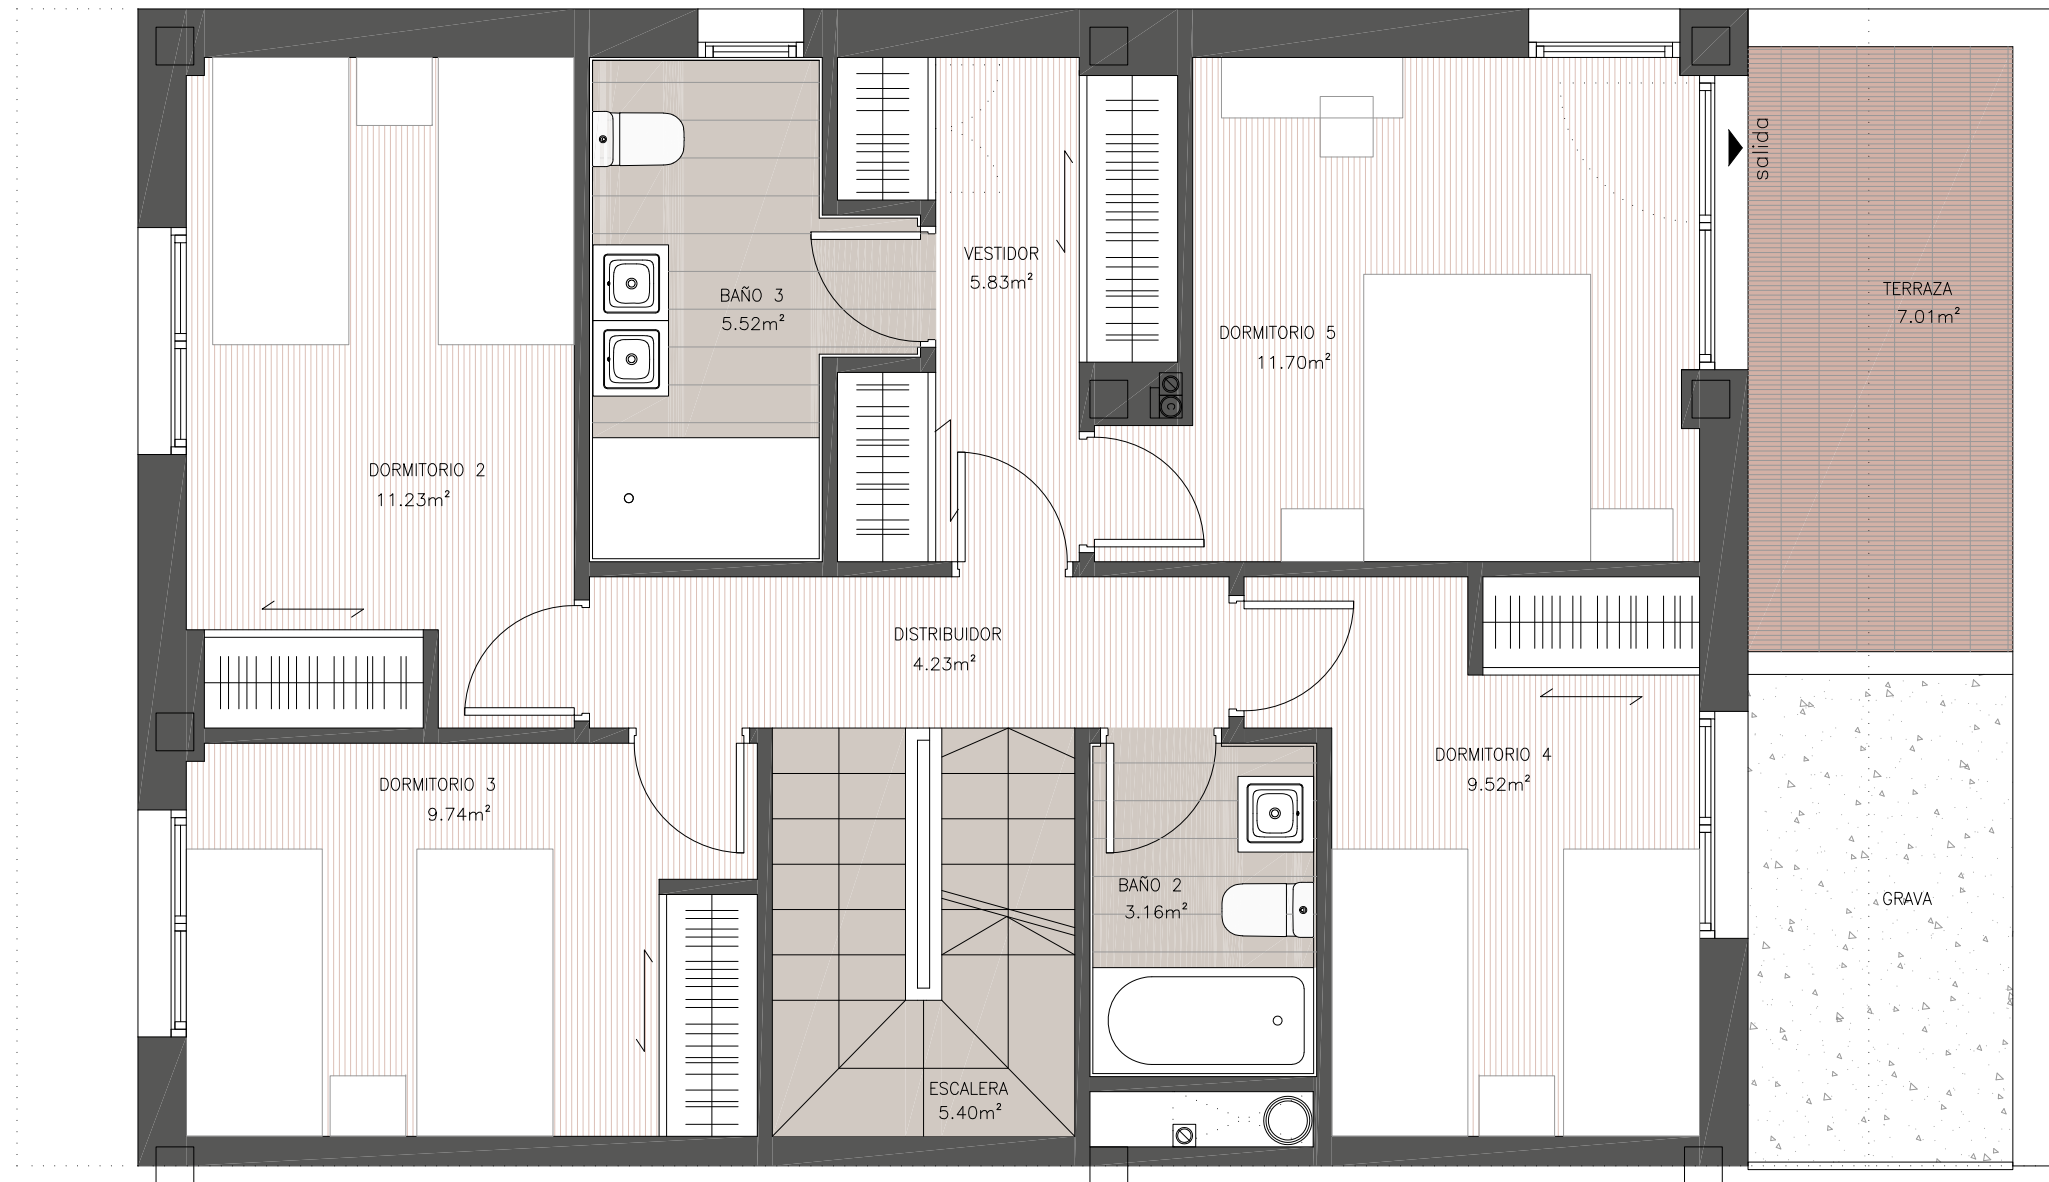 salida
VESTIDOR
5.83m²
BAÑO 3
5.52m²
TERRAZA
7.01m²
DORMITORIO 5
11.70m²
C
DORMITORIO 2
11.23m²
DISTRIBUIDOR
4.23m²
DORMITORIO 4
9.52m²
DORMITORIO 3
9.74m²
BAÑO 2
3.16m²
GRAVA
ESCALERA
5.40m²